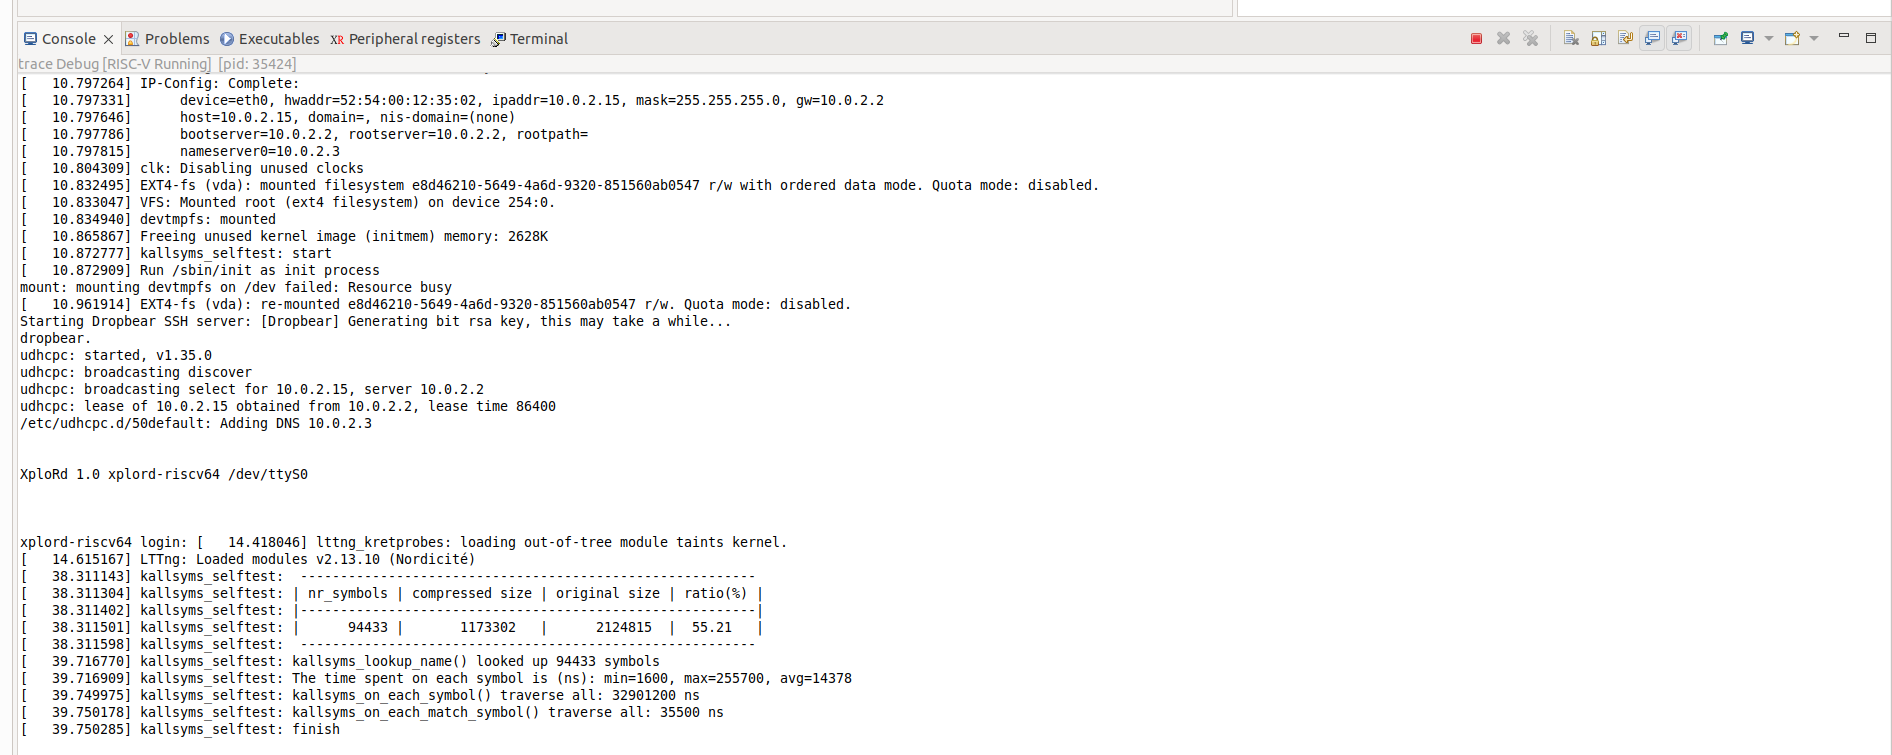 Console Problems Executables XR Peripheral registers Terminal
trace Debug [RISC-V Running] [pid: 35424]
[   10.797264] IP-Config: Complete:
[   10.797331]      device=eth0, hwaddr=52:54:00:12:35:02, ipaddr=10.0.2.15, mask=255.255.255.0, gw=10.0.2.2
[   10.797646]      host=10.0.2.15, domain=, nis-domain=(none)
[   10.797786]      bootserver=10.0.2.2, rootserver=10.0.2.2, rootpath=
[   10.797815]      nameserver0=10.0.2.3
[   10.804309] clk: Disabling unused clocks
[   10.832495] EXT4-fs (vda): mounted filesystem e8d46210-5649-4a6d-9320-851560ab0547 r/w with ordered data mode. Quota mode: disabled.
[   10.833047] VFS: Mounted root (ext4 filesystem) on device 254:0.
[   10.834940] devtmpfs: mounted
[   10.865867] Freeing unused kernel image (initmem) memory: 2628K
[   10.872777] kallsyms_selftest: start
[   10.872909] Run /sbin/init as init process
mount: mounting devtmpfs on /dev failed: Resource busy
[   10.961914] EXT4-fs (vda): re-mounted e8d46210-5649-4a6d-9320-851560ab0547 r/w. Quota mode: disabled.
Starting Dropbear SSH server: [Dropbear] Generating bit rsa key, this may take a while...
dropbear.
udhcpc: started, v1.35.0
udhcpc: broadcasting discover
udhcpc: broadcasting select for 10.0.2.15, server 10.0.2.2
udhcpc: lease of 10.0.2.15 obtained from 10.0.2.2, lease time 86400
/etc/udhcpc.d/50default: Adding DNS 10.0.2.3
XploRd 1.0 xplord-riscv64 /dev/ttyS0
xplord-riscv64 login: [   14.418046] lttng_kretprobes: loading out-of-tree module taints kernel.
[   14.615167] LTTng: Loaded modules v2.13.10 (Nordicité)
[   38.311143] kallsyms_selftest:  ---------------------------------------------------------
[   38.311304] kallsyms_selftest: | nr_symbols | compressed size | original size | ratio(%) |
[   38.311402] kallsyms_selftest: |---------------------------------------------------------|
[   38.311501] kallsyms_selftest: |      94433 |       1173302   |      2124815  |  55.21   |
[   38.311598] kallsyms_selftest:  ---------------------------------------------------------
[   39.716770] kallsyms_selftest: kallsyms_lookup_name() looked up 94433 symbols
[   39.716909] kallsyms_selftest: The time spent on each symbol is (ns): min=1600, max=255700, avg=14378
[   39.749975] kallsyms_selftest: kallsyms_on_each_symbol() traverse all: 32901200 ns
[   39.750178] kallsyms_selftest: kallsyms_on_each_match_symbol() traverse all: 35500 ns
[   39.750285] kallsyms_selftest: finish